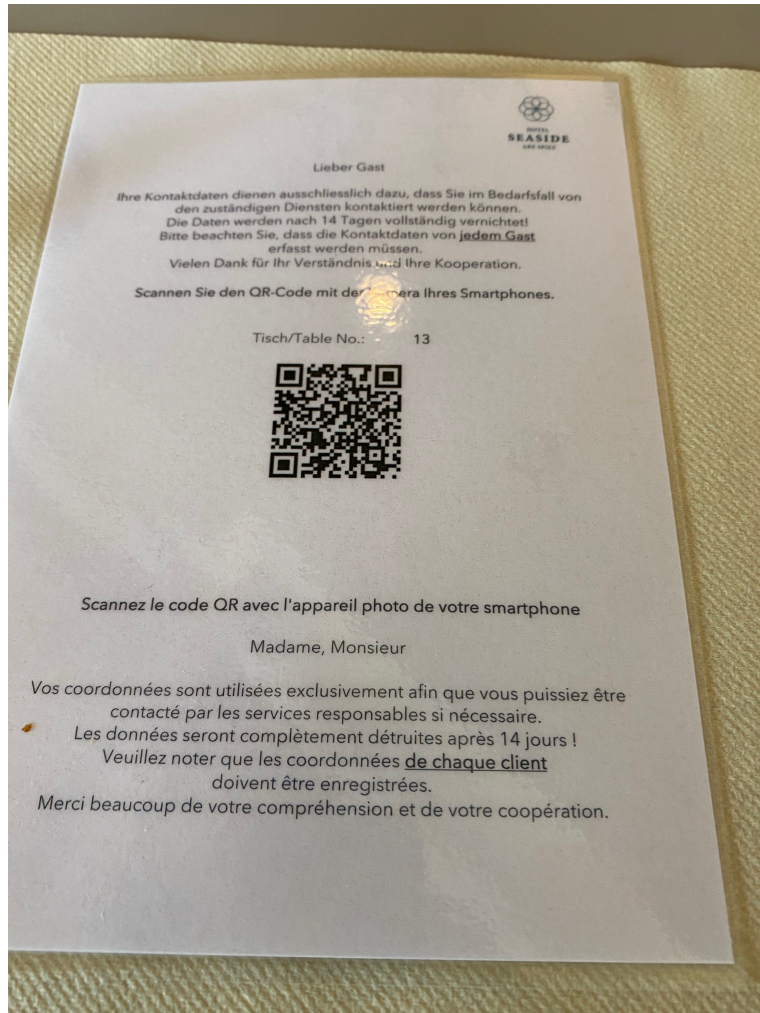 HOTEL
SEASIDE
ABZ SPIEZ
Lieber Gast
Ihre Kontaktdaten dienen ausschliesslich dazu, dass Sie im Bedarfsfall von
den zuständigen Diensten kontaktiert werden können.
Die Daten werden nach 14 Tagen vollständig vernichtet!
Bitte beachten Sie, dass die Kontaktdaten von jedem Gast
erfasst werden müssen.
Vielen Dank für Ihr Verständnis und Ihre Kooperation.
Scannen Sie den QR-Code mit der Kamera Ihres Smartphones.
Tisch/Table No.: 13
Scannez le code QR avec l'appareil photo de votre smartphone
Madame, Monsieur
Vos coordonnées sont utilisées exclusivement afin que vous puissiez être
contacté par les services responsables si nécessaire.
Les données seront complètement détruites après 14 jours !
Veuillez noter que les coordonnées de chaque client
doivent être enregistrées.
Merci beaucoup de votre compréhension et de votre coopération.